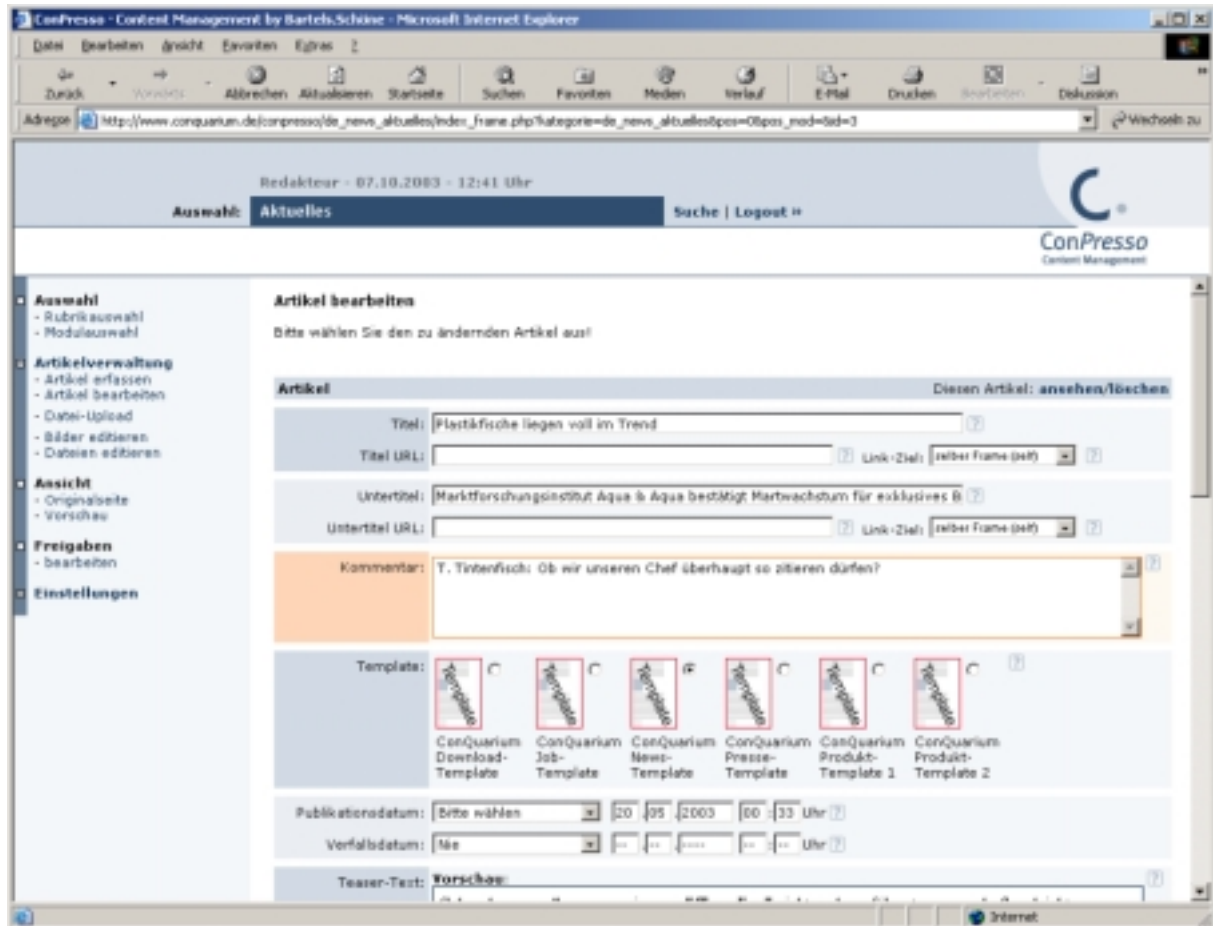 ConPresso - Content Management by Bartels.Schöne - Microsoft Internet Explorer
Datei Bearbeiten Ansicht Favoriten Extras ?
Zurück Vorwärts Abbrechen Aktualisieren Startseite Suchen Favoriten Medien Verlauf E-Mail Drucken Bearbeiten Diskussion
Adresse http://www.conquarium.de/conpresso/de_news_aktuelles/index_frame.php?kategorie=de_news_aktuelles&pos=0&pos_mod=&id=3 Wechseln zu
Redakteur - 07.10.2003 - 12:41 Uhr
Auswahl: Aktuelles Suche | Logout »
C.
ConPresso
Content Management
Auswahl
- Rubrikauswahl
- Modulauswahl
Artikelverwaltung
- Artikel erfassen
- Artikel bearbeiten
- Datei-Upload
- Bilder editieren
- Dateien editieren
Ansicht
- Originalseite
- Vorschau
Freigaben
- bearbeiten
Einstellungen
Artikel bearbeiten
Bitte wählen Sie den zu ändernden Artikel aus!
Artikel Diesen Artikel: ansehen/löschen
Titel: Plastikfische liegen voll im Trend ?
Titel URL: ? Link-Ziel: selber Frame (self) ?
Untertitel: Marktforschungsinstitut Aqua & Aqua bestätigt Martwachstum für exklusives B ?
Untertitel URL: ? Link-Ziel: selber Frame (self) ?
Kommentar: T. Tintenfisch: Ob wir unseren Chef überhaupt so zitieren dürfen? ?
Template: Template Template Template Template Template Template ?
ConQuarium ConQuarium ConQuarium ConQuarium ConQuarium ConQuarium
Download- Job- News- Presse- Produkt- Produkt-
Template Template Template Template Template 1 Template 2
Publikationsdatum: Bitte wählen 20 .05 .2003 00 :33 Uhr ?
Verfallsdatum: Nie -- .-- .---- -- :-- Uhr ?
Teaser-Text: Vorschau: ?
Internet